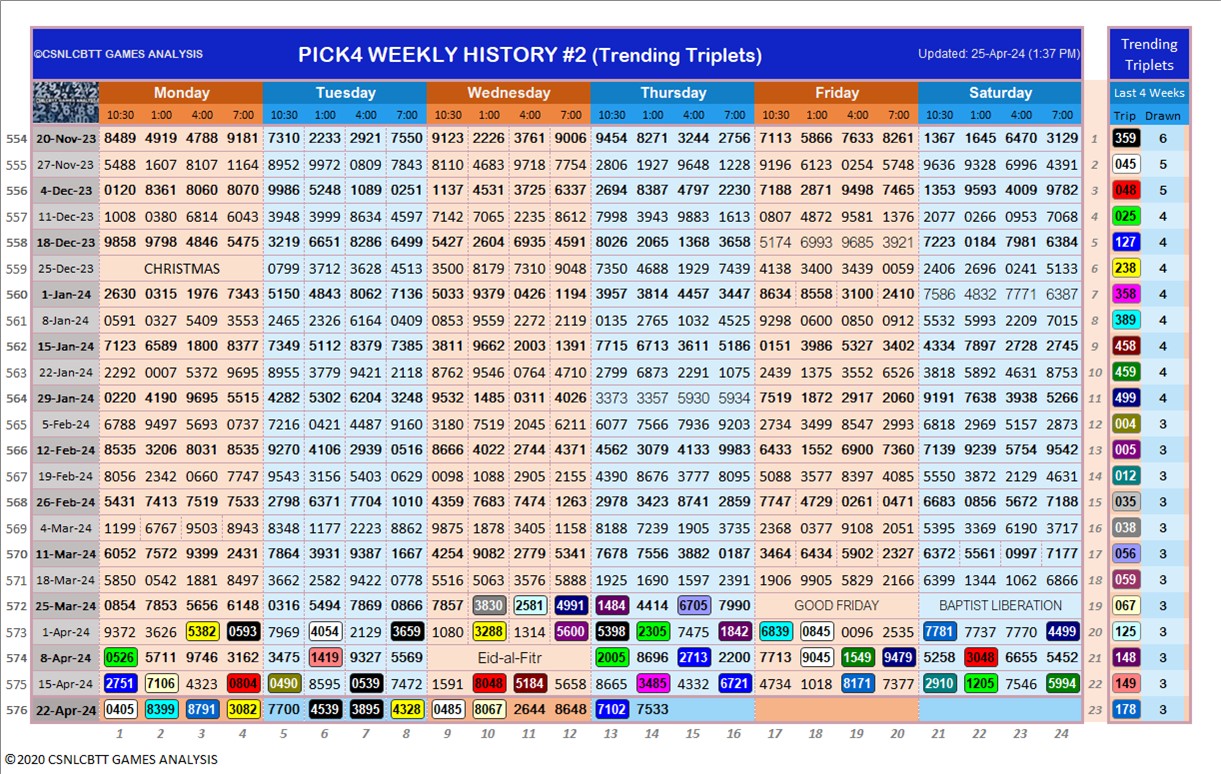 ©CSNLCBTT GAMES ANALYSIS PICK4 WEEKLY HISTORY #2 (Trending Triplets) Updated: 25-Apr-24 (1:37 PM) Trending Triplets
Monday Tuesday Wednesday Thursday Friday Saturday Last 4 Weeks
10:30 1:00 4:00 7:00 10:30 1:00 4:00 7:00 10:30 1:00 4:00 7:00 10:30 1:00 4:00 7:00 10:30 1:00 4:00 7:00 10:30 1:00 4:00 7:00 Trip Drawn
554 20-Nov-23 8489 4919 4788 9181 7310 2233 2921 7550 9123 2226 3761 9006 9454 8271 3244 2756 7113 5866 7633 8261 1367 1645 6470 3129 1 359 6
555 27-Nov-23 5488 1607 8107 1164 8952 9972 0809 7843 8110 4683 9718 7754 2806 1927 9648 1228 9196 6123 0254 5748 9636 9328 6996 4391 2 045 5
556 4-Dec-23 0120 8361 8060 8070 9986 5248 1089 0251 1137 4531 3725 6337 2694 8387 4797 2230 7188 2871 9498 7465 1353 9593 4009 9782 3 048 5
557 11-Dec-23 1008 0380 6814 6043 3948 3999 8634 4597 7142 7065 2235 8612 7998 3943 9883 1613 0807 4872 9581 1376 2077 0266 0953 7068 4 025 4
558 18-Dec-23 9858 9798 4846 5475 3219 6651 8286 6499 5427 2604 6935 4591 8026 2065 1368 3658 5174 6993 9685 3921 7223 0184 7981 6384 5 127 4
559 25-Dec-23 CHRISTMAS 0799 3712 3628 4513 3500 8179 7310 9048 7350 4688 1929 7439 4138 3400 3439 0059 2406 2696 0241 5133 6 238 4
560 1-Jan-24 2630 0315 1976 7343 5150 4843 8062 7136 5033 9379 0426 1194 3957 3814 4457 3447 8634 8558 3100 2410 7586 4832 7771 6387 7 358 4
561 8-Jan-24 0591 0327 5409 3553 2465 2326 6164 0409 0853 9559 2272 2119 0135 2765 1032 4525 9298 0600 0850 0912 5532 5993 2209 7015 8 389 4
562 15-Jan-24 7123 6589 1800 8377 7349 5112 8379 7385 3811 9662 2003 1391 7715 6713 3611 5186 0151 3986 5327 3402 4334 7897 2728 2745 9 458 4
563 22-Jan-24 2292 0007 5372 9695 8955 3779 9421 2118 8762 9546 0764 4710 2799 6873 2291 1075 2439 1375 3552 6526 3818 5892 4631 8753 10 459 4
564 29-Jan-24 0220 4190 9695 5515 4282 5302 6204 3248 9532 1485 0311 4026 3373 3357 5930 5934 7519 1872 2917 2060 9191 7638 3938 5266 11 499 4
565 5-Feb-24 6788 9497 5693 0737 7216 0421 4487 9160 3180 7519 2045 6211 6077 7566 7936 9203 2734 3499 8547 2993 6818 2969 5157 2873 12 004 3
566 12-Feb-24 8535 3206 8031 8535 9270 4106 2939 0516 8666 4022 2744 4371 4562 3079 4133 9983 6433 1552 6900 7360 7139 9239 5754 9542 13 005 3
567 19-Feb-24 8056 2342 0660 7747 9543 3156 5403 0629 0098 1088 2905 2155 4390 8676 3777 8095 5088 3577 8397 4085 5550 3872 2129 4631 14 012 3
568 26-Feb-24 5431 7413 7519 7533 2798 6371 7704 1010 4359 7683 7474 1263 2978 3423 8741 2859 7747 4729 0261 0471 6683 0856 5672 7188 15 035 3
569 4-Mar-24 1199 6767 9503 8943 8348 1177 2223 8862 9875 1878 3405 1158 8188 7239 1905 3735 2368 0377 9108 2051 5395 3369 6190 3717 16 038 3
570 11-Mar-24 6052 7572 9399 2431 7864 3931 9387 1667 4254 9082 2779 5341 7678 7556 3882 0187 3464 6434 5902 2327 6372 5561 0997 7177 17 056 3
571 18-Mar-24 5850 0542 1881 8497 3662 2582 9422 0778 5516 5063 3576 5888 1925 1690 1597 2391 1906 9905 5829 2166 6399 1344 1062 6866 18 059 3
572 25-Mar-24 0854 7853 5656 6148 0316 5494 7869 0866 7857 3830 2581 4991 1484 4414 6705 7990 GOOD FRIDAY BAPTIST LIBERATION 19 067 3
573 1-Apr-24 9372 3626 5382 0593 7969 4054 2129 3659 1080 3288 1314 5600 5398 2305 7475 1842 6839 0845 0096 2535 7781 7737 7770 4499 20 125 3
574 8-Apr-24 0526 5711 9746 3162 3475 1419 9327 5569 Eid-al-Fitr 2005 8696 2713 2200 7713 9045 1549 9479 5258 3048 6655 5452 21 148 3
575 15-Apr-24 2751 7106 4323 0804 0490 8595 0539 7472 1591 8048 5184 5658 8665 3485 4332 6721 4734 1018 8171 7377 2910 1205 7546 5994 22 149 3
576 22-Apr-24 0405 8399 8791 3082 7700 4539 3895 4328 0485 8067 2644 8648 7102 7533 23 178 3
1 2 3 4 5 6 7 8 9 10 11 12 13 14 15 16 17 18 19 20 21 22 23 24
©2020 CSNLCBTT GAMES ANALYSIS